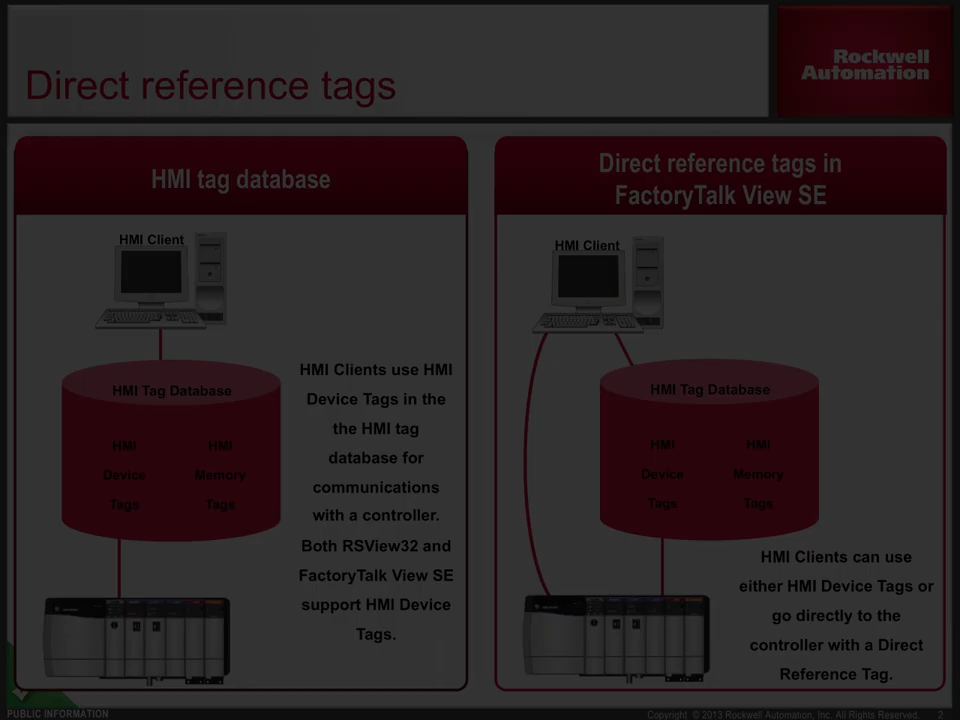 Direct reference tags
Rockwell
Automation
HMI tag database
HMI Client
HMI Tag Database
HMI
Device
Tags
HMI
Memory
Tags
HMI Clients use HMI
Device Tags in the
the HMI tag
database for
communications
with a controller.
Both RSView32 and
FactoryTalk View SE
support HMI Device
Tags.
Direct reference tags in
FactoryTalk View SE
HMI Client
HMI Tag Database
HMI
Device
Tags
HMI
Memory
Tags
HMI Clients can use
either HMI Device Tags or
go directly to the
controller with a Direct
Reference Tag.
PUBLIC INFORMATION
Copyright © 2013 Rockwell Automation, Inc. All Rights Reserved. 2